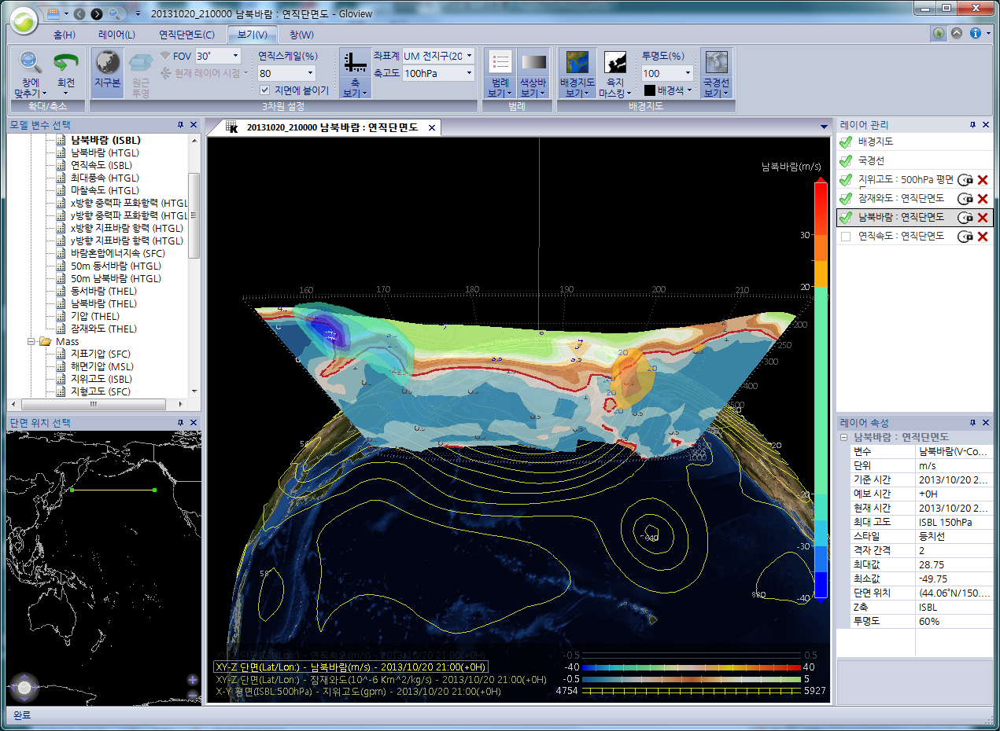 20131020_210000 남북바람 : 연직단면도 - Gloview
홈(H) 레이어(L) 연직단면도(C) 보기(V) 창(W)
창에 맞추기
회전
확대/축소
지구본
원근 투영
FOV 30°
현재 레이어 시점
연직스케일(%)
80
지면에 붙이기
3차원 설정
축 보기
좌표계 UM 전지구(20
축고도 100hPa
범례 보기
색상바 보기
범례
배경지도 보기
육지 마스킹
투명도(%)
100
배경색
국경선 보기
배경지도
모델 변수 선택
남북바람 (ISBL)
남북바람 (HTGL)
연직속도 (ISBL)
최대풍속 (HTGL)
마찰속도 (HTGL)
x방향 중력파 포화항력 (HTGL
y방향 중력파 포화항력 (HTGL
x방향 지표바람 항력 (HTGL)
y방향 지표바람 항력 (HTGL)
바람혼합에너지속 (SFC)
50m 동서바람 (HTGL)
50m 남북바람 (HTGL)
동서바람 (THEL)
남북바람 (THEL)
기압 (THEL)
잠재와도 (THEL)
Mass
지표기압 (SFC)
해면기압 (MSL)
지위고도 (ISBL)
지형고도 (SFC)
단면 위치 선택
20131020_210000 남북바람 : 연직단면도
남북바람(m/s)
30
20
-20
-30
-40
160 170 180 190 200 210
200
250
300
400
500
1000
XY-Z 단면(Lat/Lon:) - 연직속도(m/s) - 2013/10/20 21:00(+0H) -0.5 0.5
XY-Z 단면(Lat/Lon:) - 남북바람(m/s) - 2013/10/20 21:00(+0H) -40 40
XY-Z 단면(Lat/Lon:) - 잠재와도(10^-6 Km^2/kg/s) - 2013/10/20 21:00(+0H) -0.5 5
X-Y 평면(ISBL:500hPa) - 지위고도(gpm) - 2013/10/20 21:00(+0H) 4754 5927
레이어 관리
배경지도
국경선
지위고도 : 500hPa 평면
잠재와도 : 연직단면도
남북바람 : 연직단면도
연직속도 : 연직단면도
레이어 속성
남북바람 : 연직단면도
변수 남북바람(V-Co...
단위 m/s
기준 시간 2013/10/20 2...
예보 시간 +0H
현재 시간 2013/10/20 2...
최대 고도 ISBL 150hPa
스타일 등치선
격자 간격 2
최대값 28.75
최소값 -49.75
단면 위치 (44.06°N/150....
Z축 ISBL
투명도 60%
완료